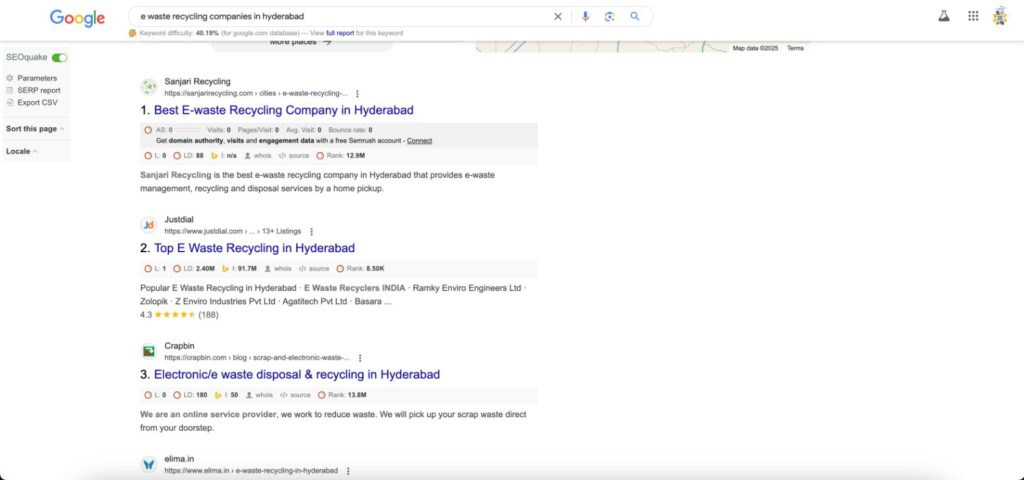 Google
e waste recycling companies in hyderabad
Keyword difficulty: 40.19% (for google.com database) — View full report for this keyword
More places
Map data ©2025 Terms
SEOquake
Parameters
SERP report
Export CSV
Sort this page
Locale
Sanjari Recycling
https://sanjarirecycling.com › cities › e-waste-recycling-...
1. Best E-waste Recycling Company in Hyderabad
AS: 0 Visits: 0 Pages/Visit: 0 Avg. Visit: 0 Bounce rate: 0
Get domain authority, visits and engagement data with a free Semrush account - Connect
L: 0 LD: 88 I: n/a whois source Rank: 12.9M
Sanjari Recycling is the best e-waste recycling company in Hyderabad that provides e-waste
management, recycling and disposal services by a home pickup.
Jd
Justdial
https://www.justdial.com › ... › 13+ Listings
2. Top E Waste Recycling in Hyderabad
L: 1 LD: 2.40M I: 91.7M whois source Rank: 8.50K
Popular E Waste Recycling in Hyderabad · E Waste Recyclers INDIA · Ramky Enviro Engineers Ltd ·
Zolopik · Z Enviro Industries Pvt Ltd · Agatitech Pvt Ltd · Basara ...
4.3 ★★★★★ (188)
Crapbin
https://crapbin.com › blog › scrap-and-electronic-waste-...
3. Electronic/e waste disposal & recycling in Hyderabad
L: 0 LD: 180 I: 50 whois source Rank: 13.8M
We are an online service provider, we work to reduce waste. We will pick up your scrap waste direct
from your doorstep.
elima.in
https://www.elima.in › e-waste-recycling-in-hyderabad